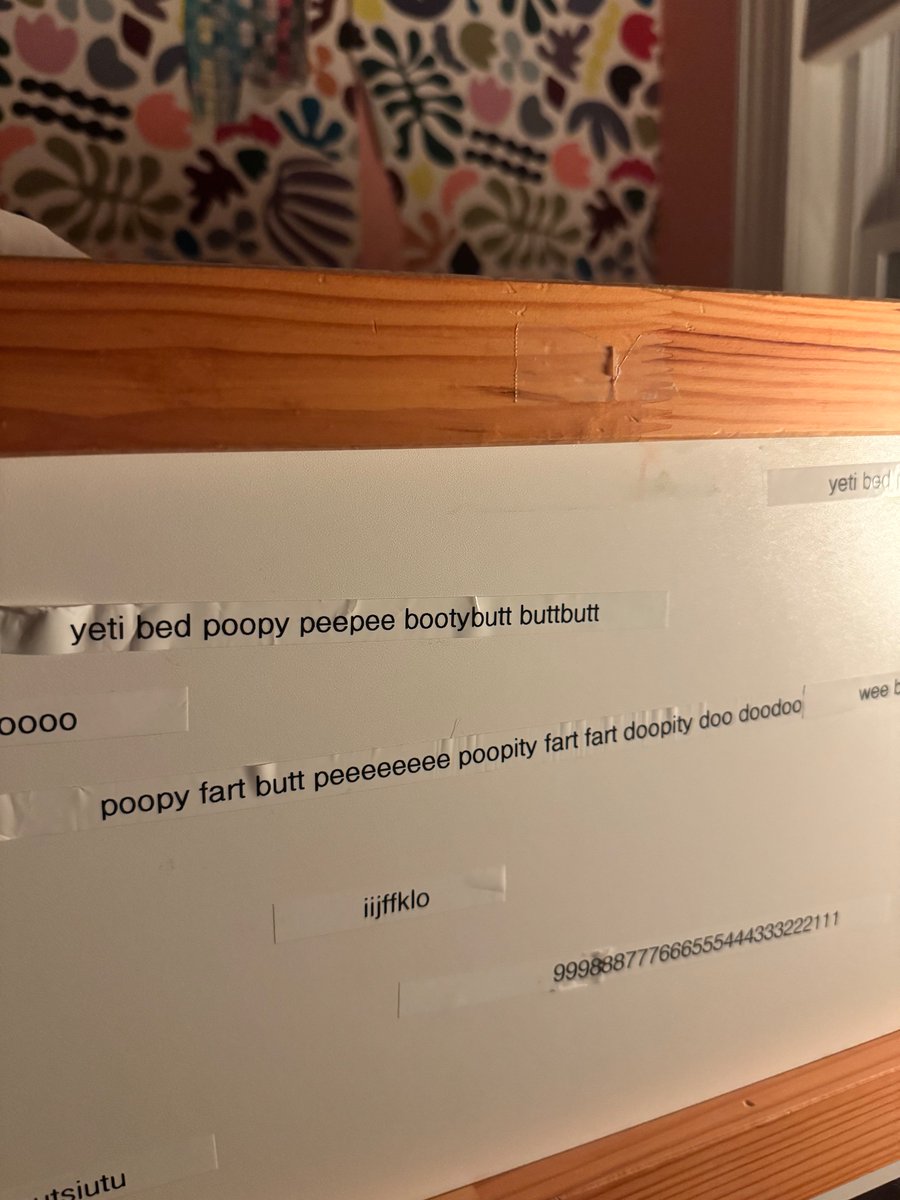 yeti bed
yeti bed poopy peepee bootybutt buttbutt
oooo
wee b
poopy fart butt peeeeeeee poopity fart fart doopity doo doodoo
iijffklo
999888777666555444333222111
utsiutu